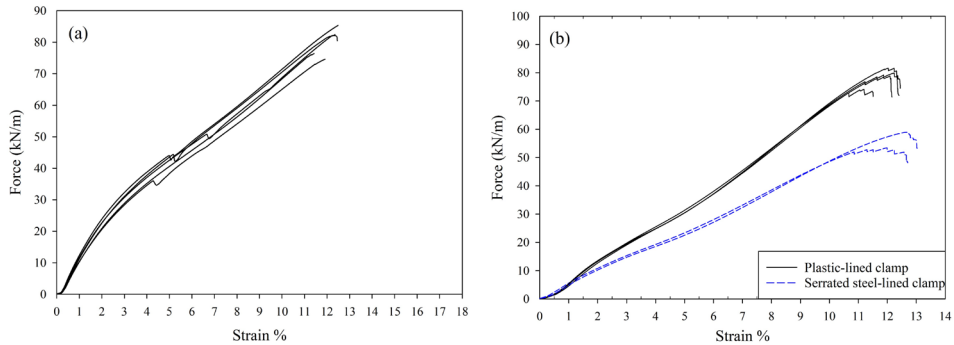 (a)
Force (kN/m)
90
80
70
60
50
40
30
20
10
0
0 1 2 3 4 5 6 7 8 9 10 11 12 13 14 15 16 17 18
Strain %
(b)
Force (kN/m)
100
90
80
70
60
50
40
30
20
10
0
0 1 2 3 4 5 6 7 8 9 10 11 12 13 14
Strain %
Plastic-lined clamp
Serrated steel-lined clamp